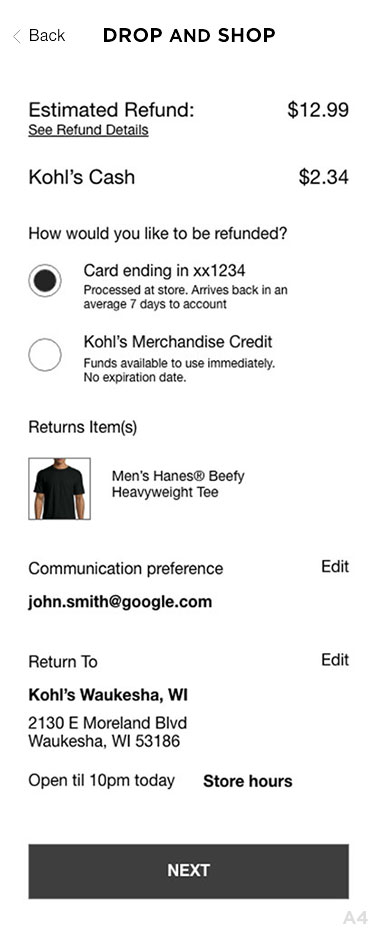 Back DROP AND SHOP
Estimated Refund: $12.99
See Refund Details
Kohl's Cash $2.34
How would you like to be refunded?
Card ending in xx1234
Processed at store. Arrives back in an
average 7 days to account
Kohl's Merchandise Credit
Funds available to use immediately.
No expiration date.
Returns Item(s)
Men's Hanes® Beefy
Heavyweight Tee
Communication preference Edit
john.smith@google.com
Return To Edit
Kohl's Waukesha, WI
2130 E Moreland Blvd
Waukesha, WI 53186
Open til 10pm today Store hours
NEXT
A4